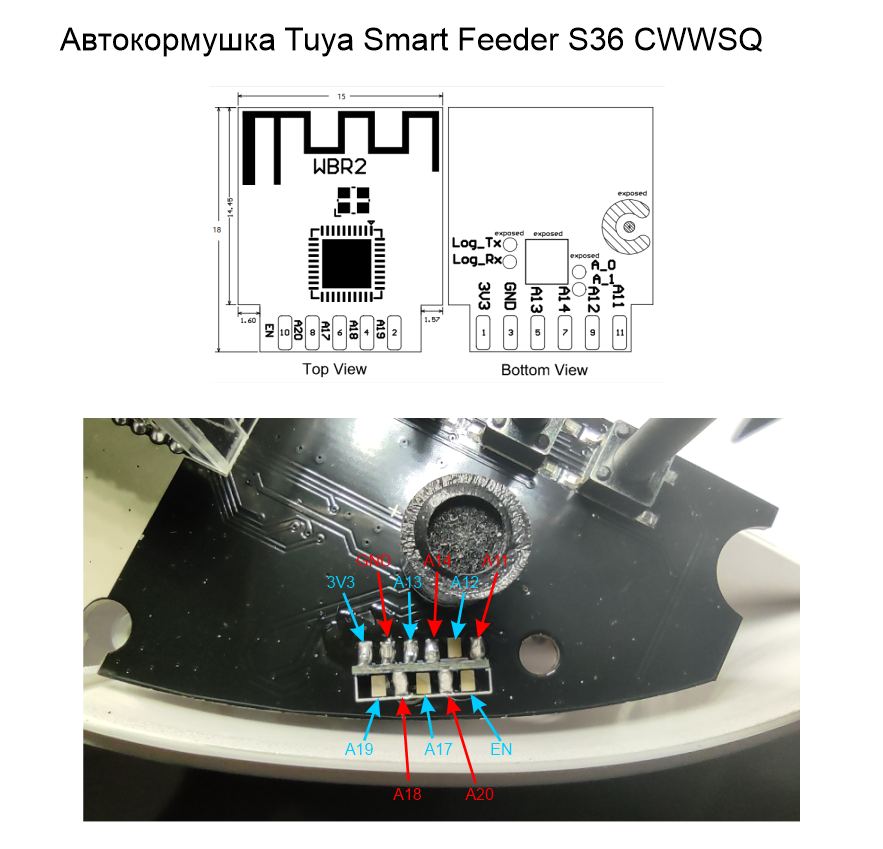 Автокормушка Tuya Smart Feeder S36 CWWSQ
15
18
14.45
WBR2
1.60
1.57
EN 10 A20 8 A17 6 A18 4 A19 2
Top View
exposed
exposed exposed
Log_Tx
Log_Rx
exposed
A_0
A_1
3V3 GND A13 A14 A12 A11
1 3 5 7 9 11
Bottom View
GND A14 A11
3V3 A13 A12
A19 A17 EN
A18 A20